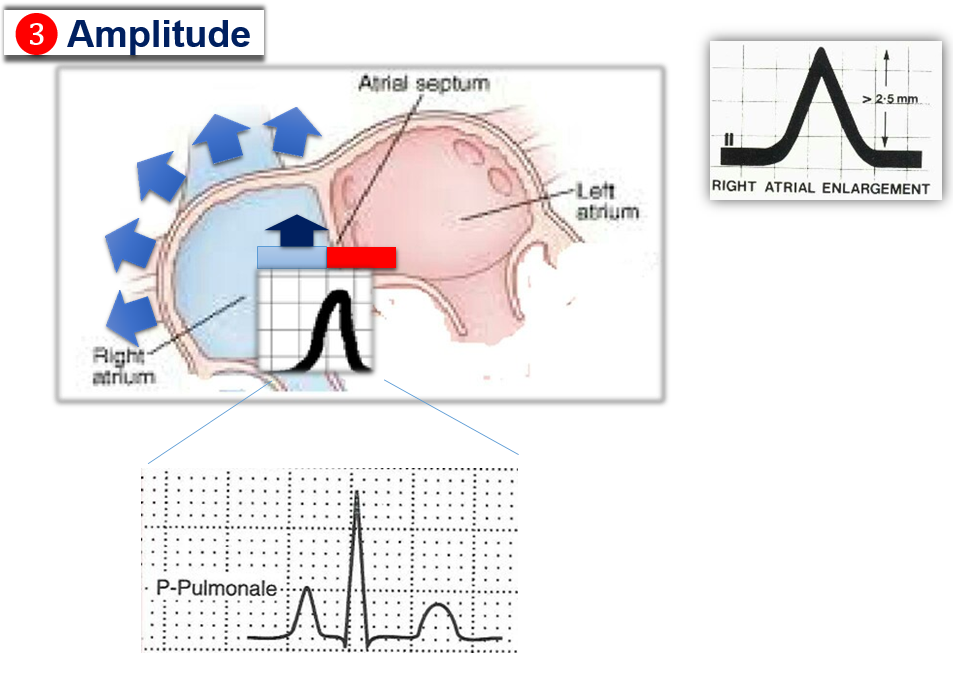 3 Amplitude
Atrial septum
Left
atrium
Right
atrium
II
> 2·5 mm
RIGHT ATRIAL ENLARGEMENT
P-Pulmonale